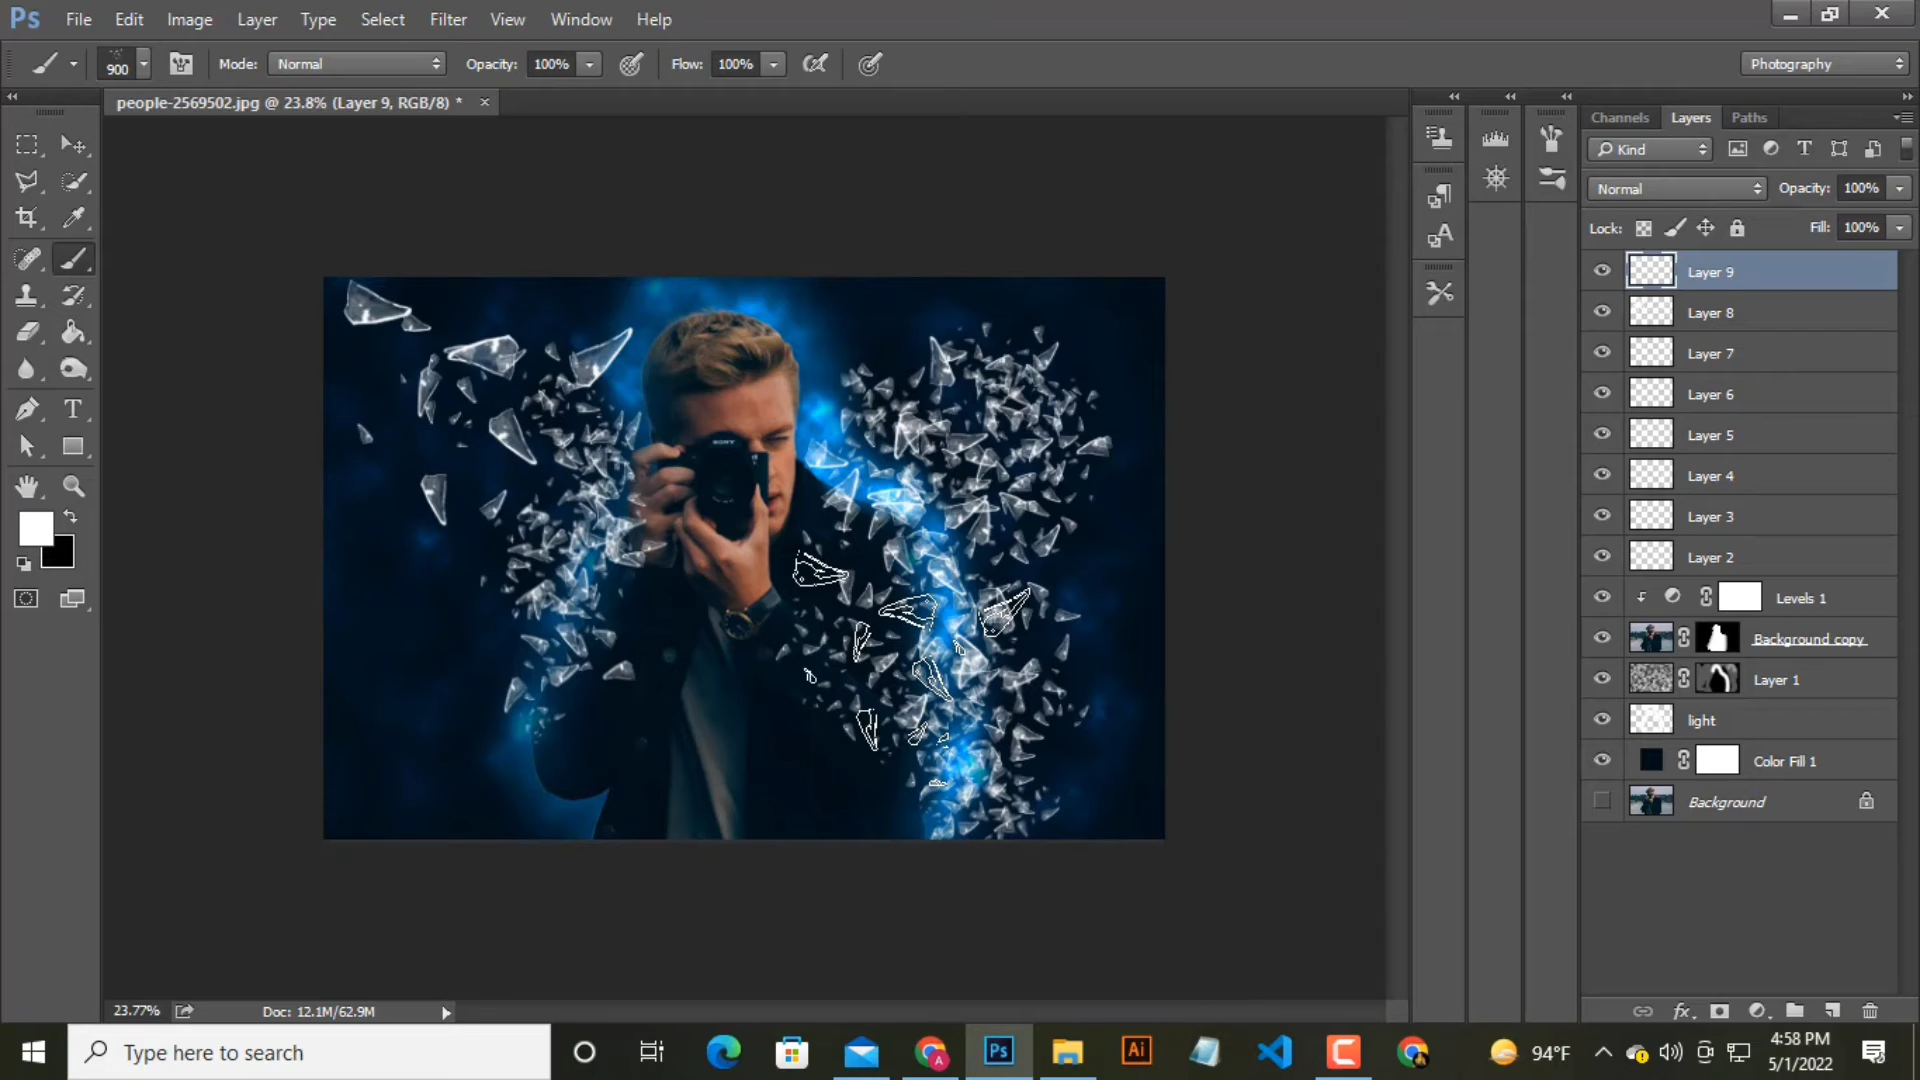 Ps File Edit Image Layer Type Select Filter View Window Help
900 Mode: Normal Opacity: 100% Flow: 100% Photography
people-2569502.jpg @ 23.8% (Layer 9, RGB/8) *
Channels Layers Paths
Kind
Normal Opacity: 100%
Lock: Fill: 100%
Layer 9
Layer 8
Layer 7
Layer 6
Layer 5
Layer 4
Layer 3
Layer 2
Levels 1
Background copy
Layer 1
light
Color Fill 1
Background
SONY
23.77% Doc: 12.1M/62.9M
Type here to search
A
Ps
Ai
94°F
4:58 PM
5/1/2022